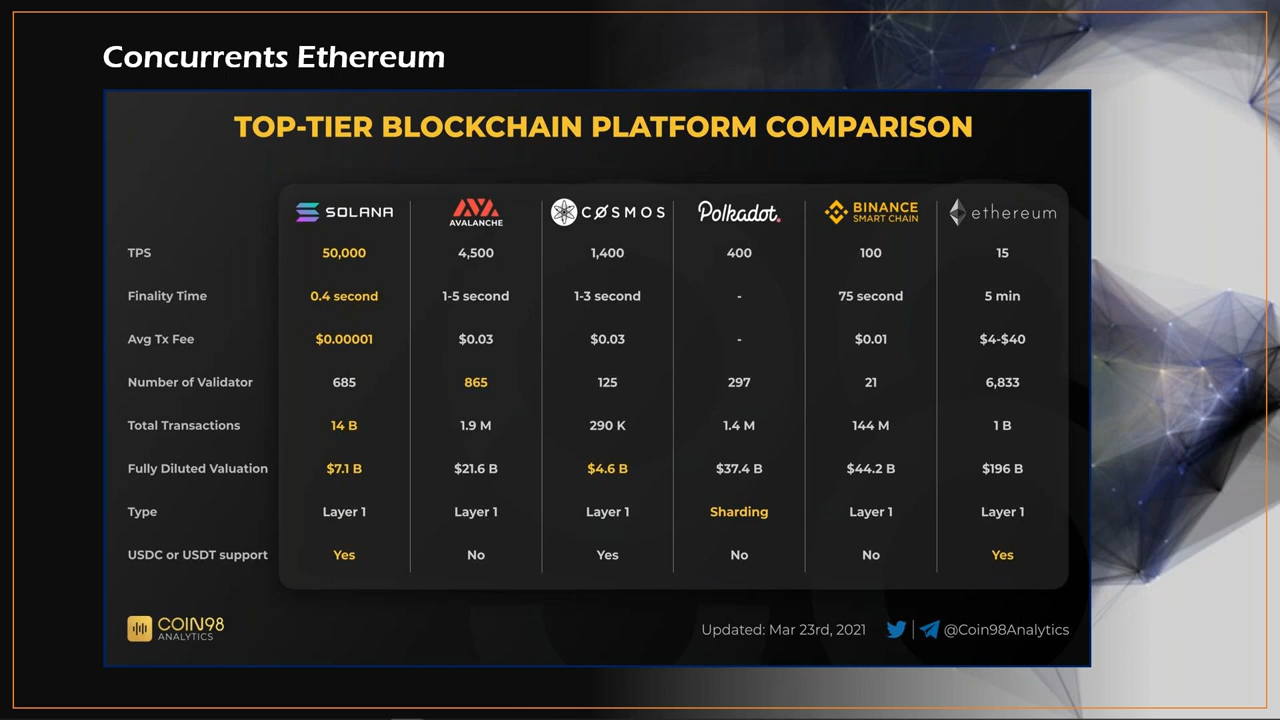 Concurrents Ethereum
TOP-TIER BLOCKCHAIN PLATFORM COMPARISON
SOLANA AVALANCHE COSMOS Polkadot. BINANCE SMART CHAIN ethereum
TPS 50,000 4,500 1,400 400 100 15
Finality Time 0.4 second 1-5 second 1-3 second - 75 second 5 min
Avg Tx Fee $0.00001 $0.03 $0.03 - $0.01 $4-$40
Number of Validator 685 865 125 297 21 6,833
Total Transactions 14 B 1.9 M 290 K 1.4 M 144 M 1 B
Fully Diluted Valuation $7.1 B $21.6 B $4.6 B $37.4 B $44.2 B $196 B
Type Layer 1 Layer 1 Layer 1 Sharding Layer 1 Layer 1
USDC or USDT support Yes No Yes No No Yes
COIN98
ANALYTICS
Updated: Mar 23rd, 2021 @Coin98Analytics